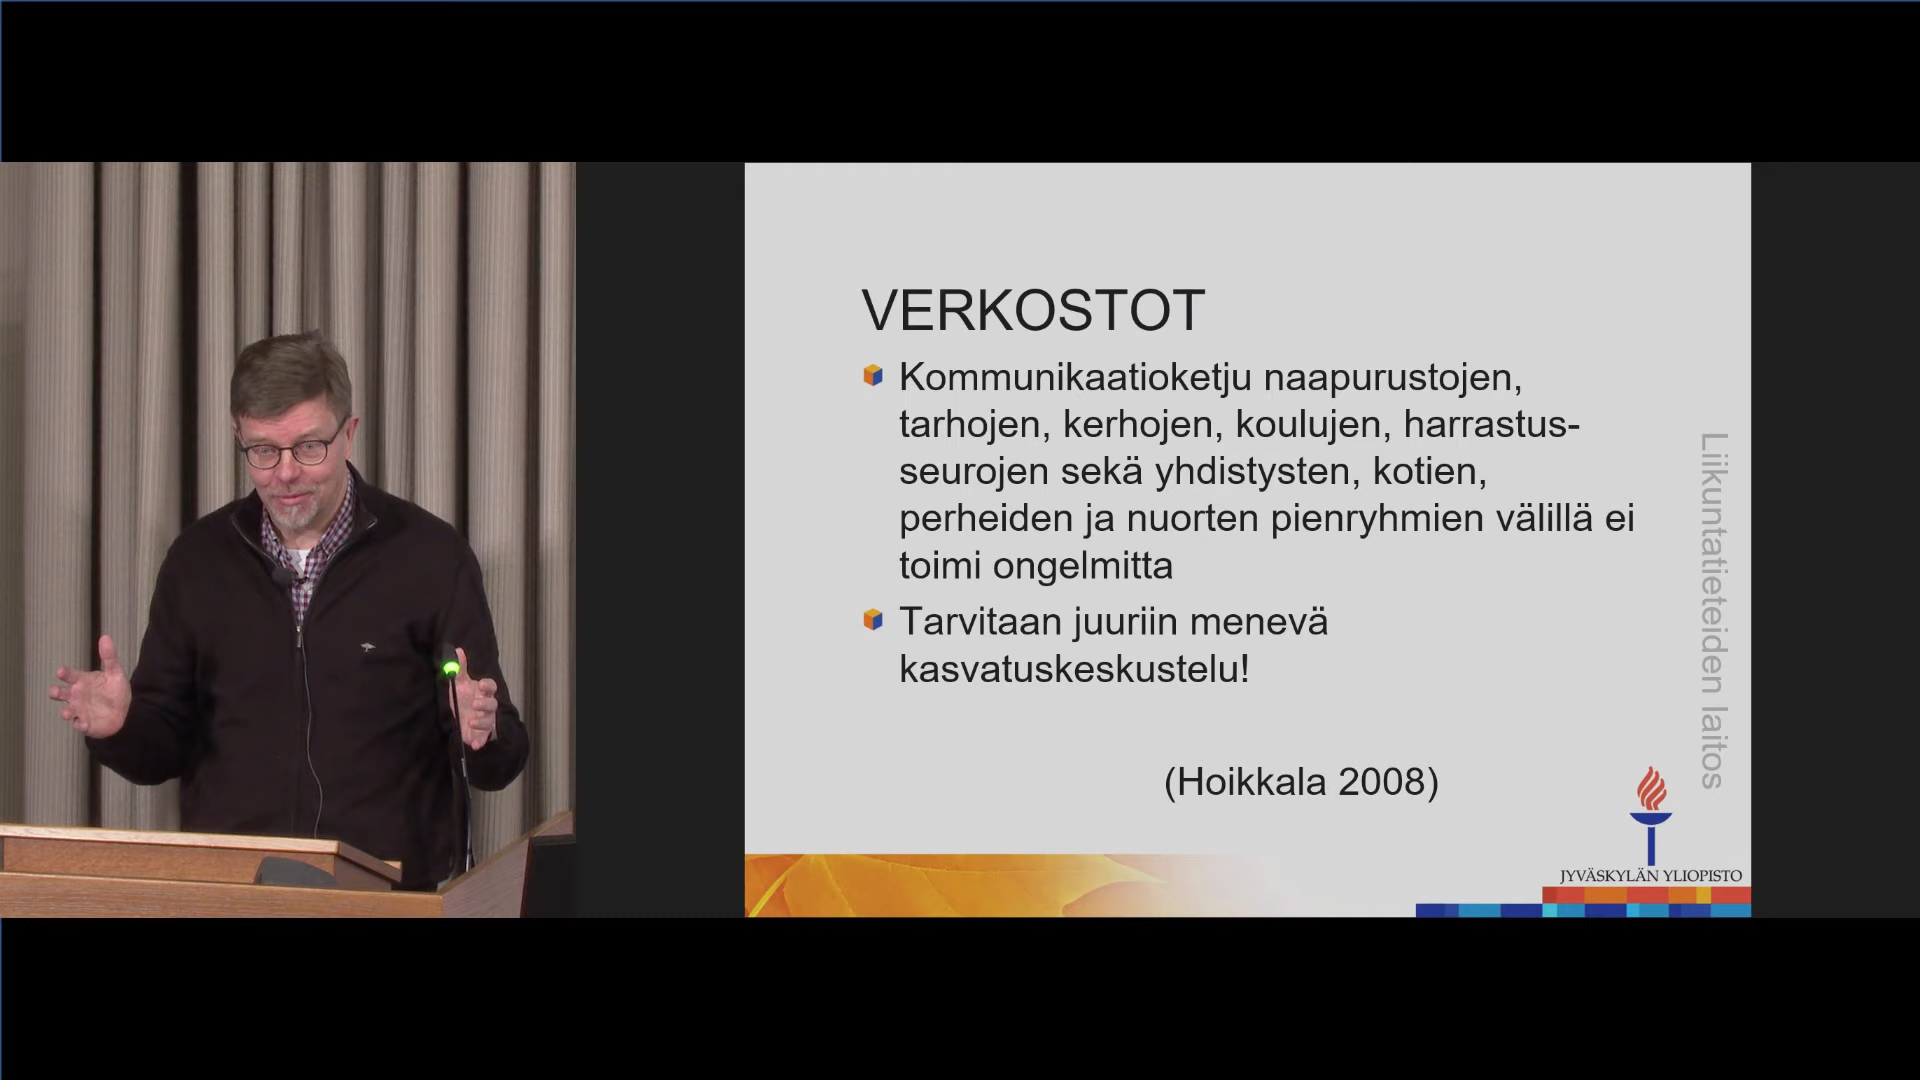 VERKOSTOT
Kommunikaatioketju naapurustojen,
tarhojen, kerhojen, koulujen, harrastus-
seurojen sekä yhdistysten, kotien,
perheiden ja nuorten pienryhmien välillä ei
toimi ongelmitta
Tarvitaan juuriin menevä
kasvatuskeskustelu!
(Hoikkala 2008)
Liikuntatieteiden laitos
JYVÄSKYLÄN YLIOPISTO